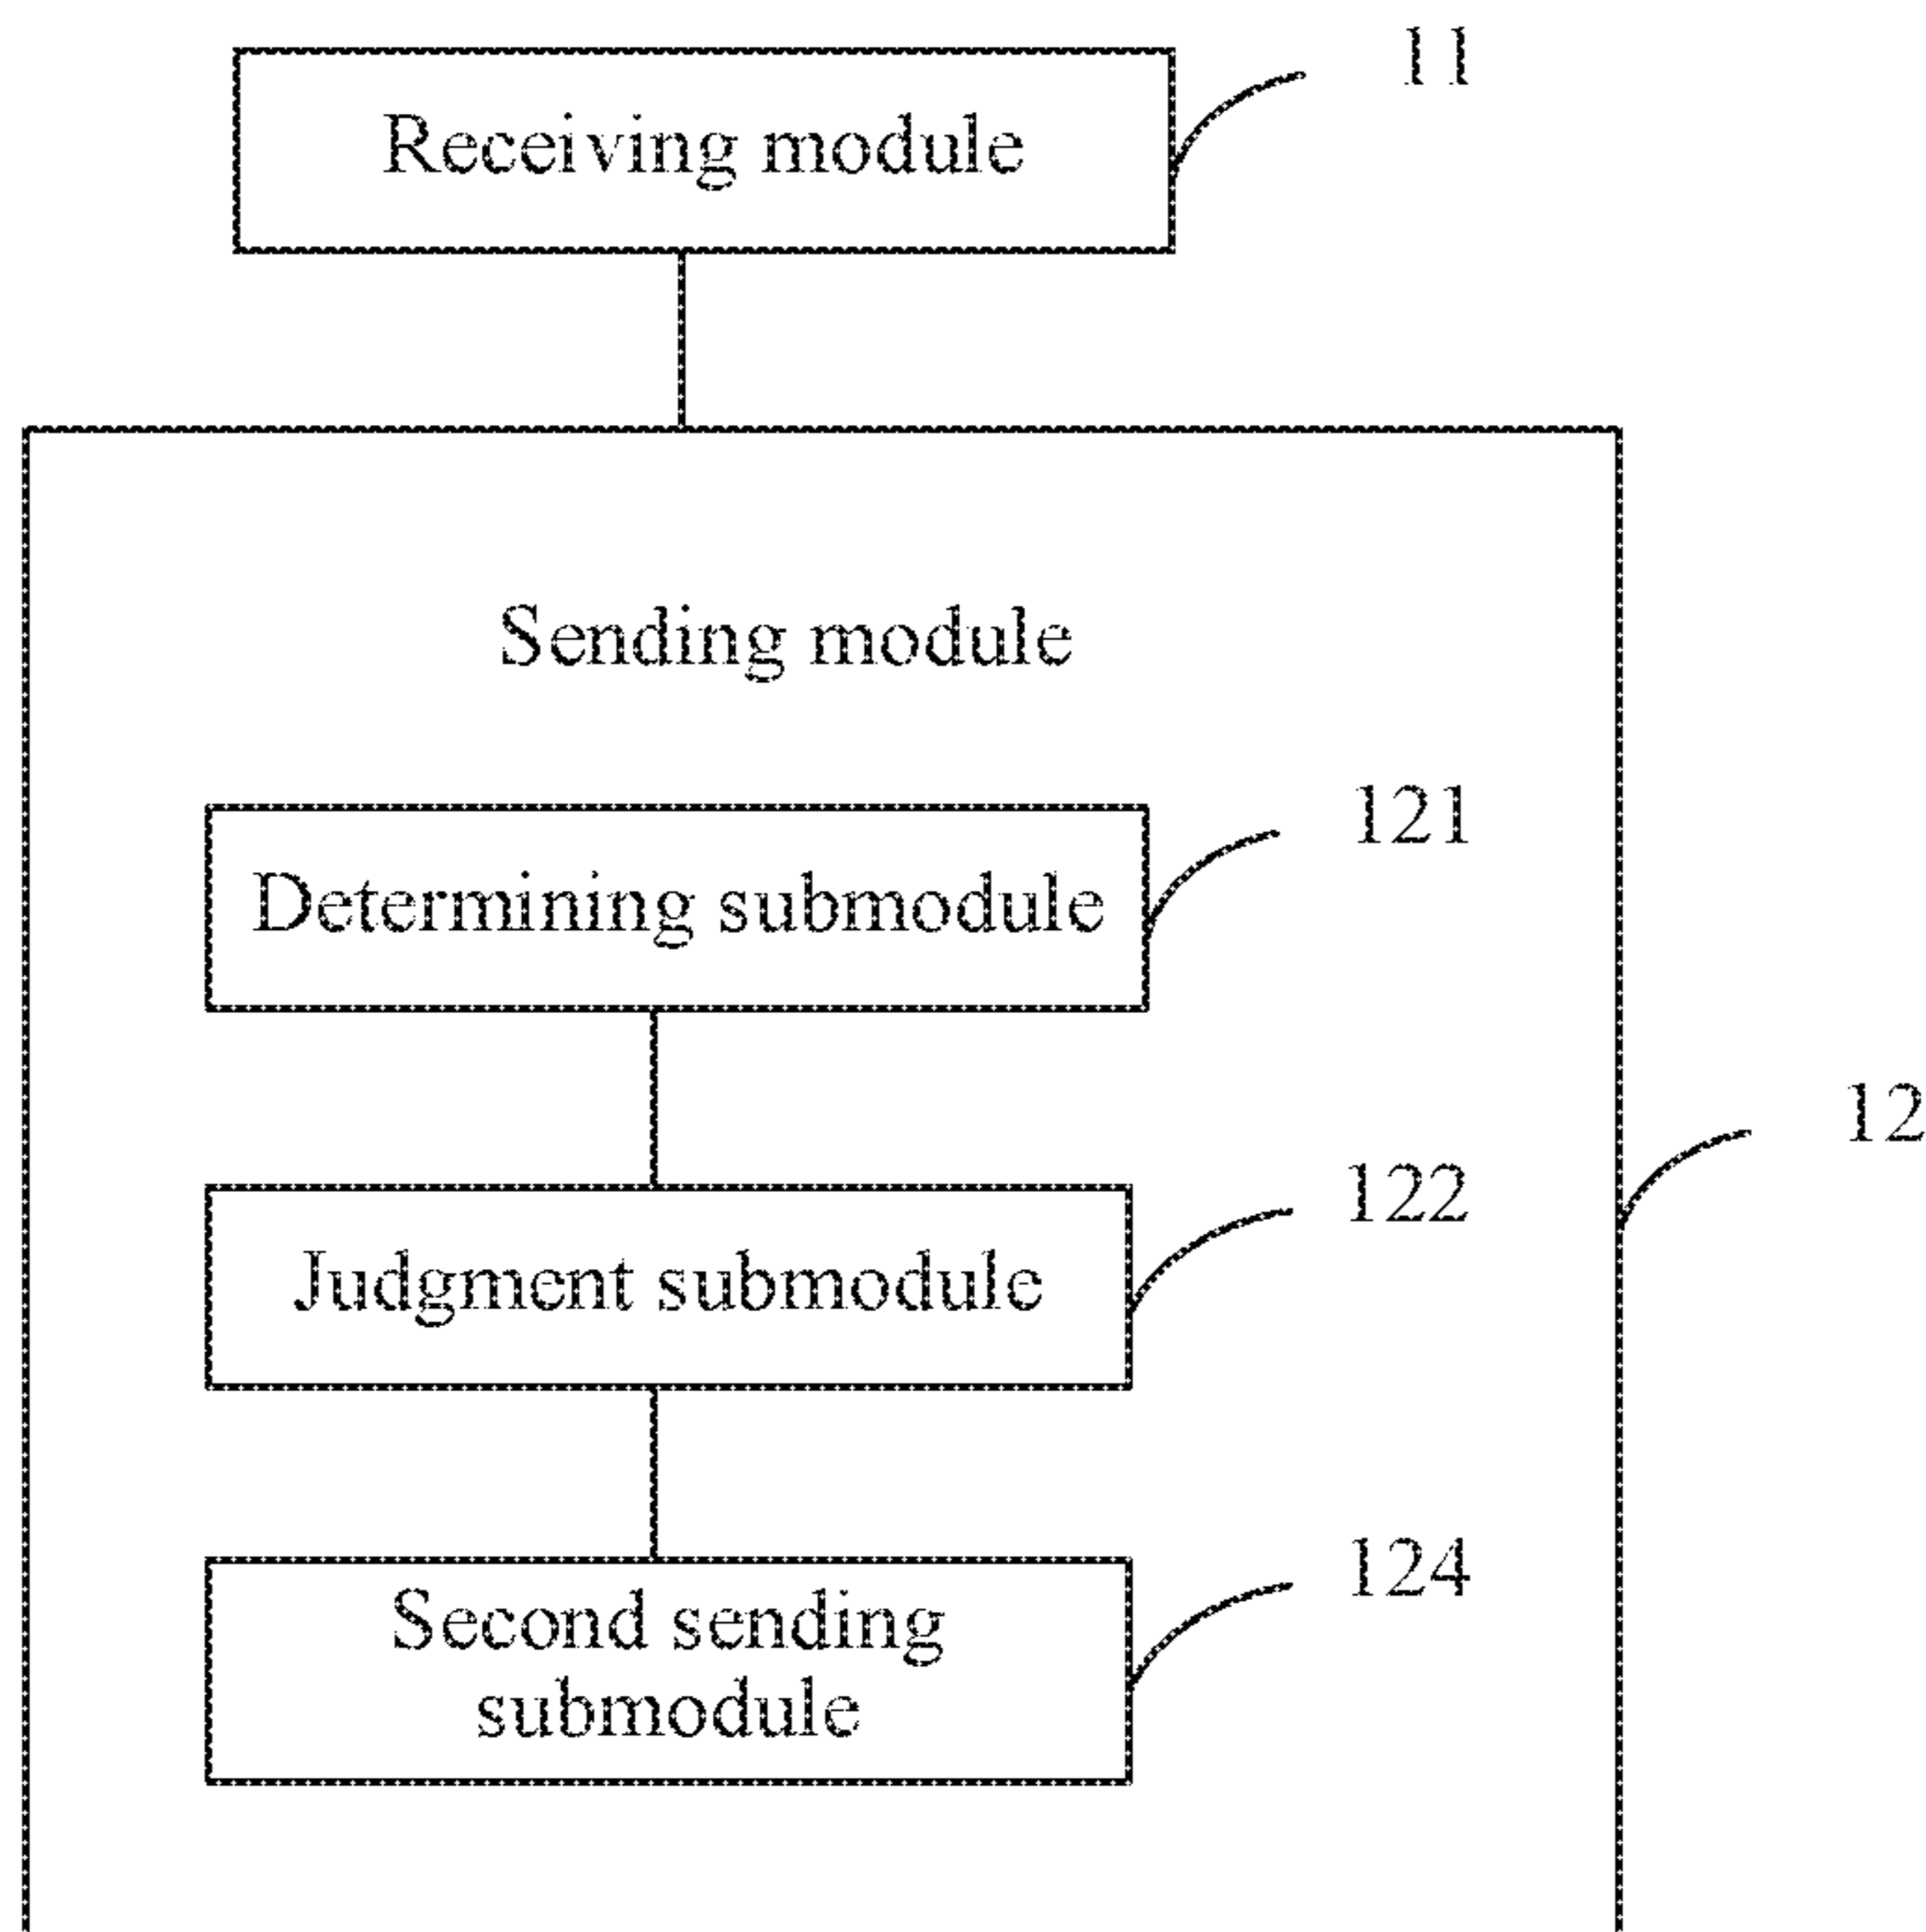 11
Receiving module
Sending module
121
Determining submodule
12
122
Judgment submodule
124
Second sending
submodule